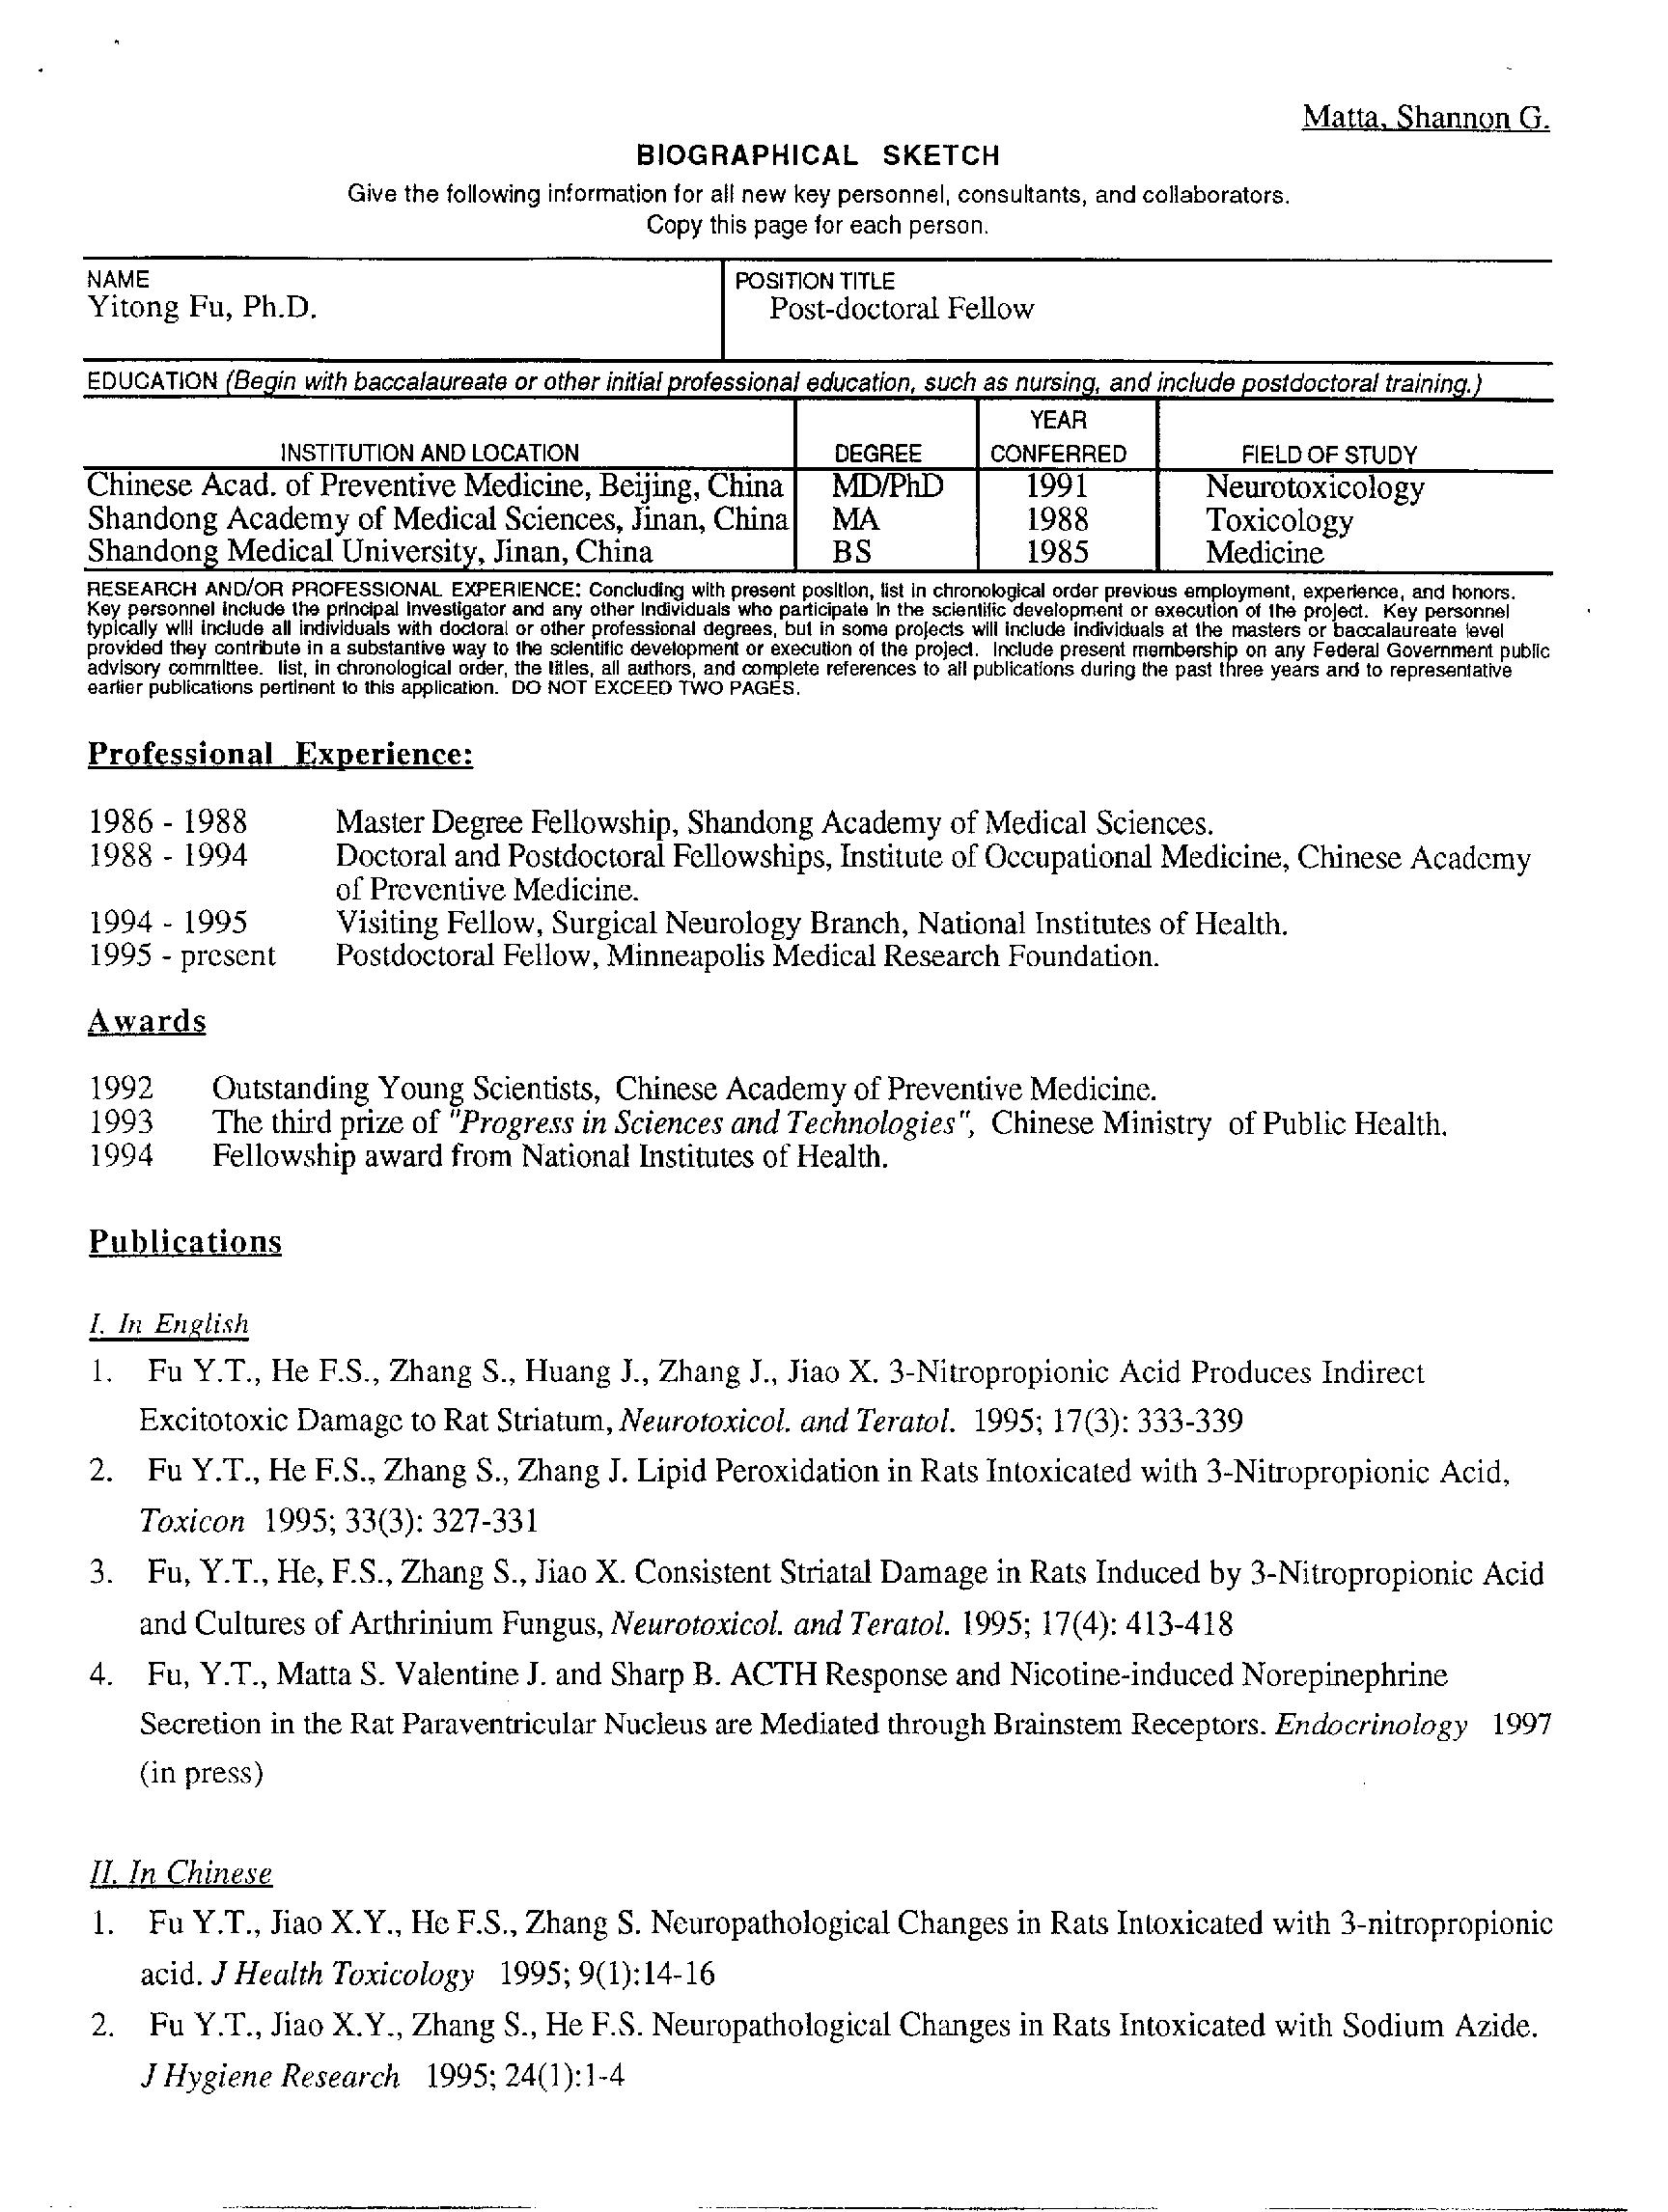 Matta, Shannon G.
BIOGRAPHICAL SKETCH
Give the following information for all new key personnel, consultants, and collaborators.
Copy this page for each person.
NAME
Yitong Fu, Ph.D.
POSITION TITLE
Post-doctoral Fellow
EDUCATION (Begin with baccalaureate or other initial professional education, such as nursing, and include postdoctoral training.)
INSTITUTION AND LOCATION DEGREE YEAR CONFERRED FIELD OF STUDY
Chinese Acad. of Preventive Medicine, Beijing, China MD/PhD 1991 Neurotoxicology
Shandong Academy of Medical Sciences, Jinan, China MA 1988 Toxicology
Shandong Medical University, Jinan, China BS 1985 Medicine
RESEARCH AND/OR PROFESSIONAL EXPERIENCE: Concluding with present position, list in chronological order previous employment, experience, and honors.
Key personnel include the principal investigator and any other individuals who participate in the scientific development or execution of the project. Key personnel
typically will include all individuals with doctoral or other professional degrees, but in some projects will include individuals at the masters or baccalaureate level
provided they contribute in a substantive way to the scientific development or execution of the project. Include present membership on any Federal Government public
advisory committee. list, in chronological order, the titles, all authors, and complete references to all publications during the past three years and to representative
earlier publications pertinent to this application. DO NOT EXCEED TWO PAGES.
Professional Experience:
1986 - 1988 Master Degree Fellowship, Shandong Academy of Medical Sciences.
1988 - 1994 Doctoral and Postdoctoral Fellowships, Institute of Occupational Medicine, Chinese Academy
of Preventive Medicine.
1994 - 1995 Visiting Fellow, Surgical Neurology Branch, National Institutes of Health.
1995 - present Postdoctoral Fellow, Minneapolis Medical Research Foundation.
Awards
1992 Outstanding Young Scientists, Chinese Academy of Preventive Medicine.
1993 The third prize of "Progress in Sciences and Technologies", Chinese Ministry of Public Health.
1994 Fellowship award from National Institutes of Health.
Publications
I. In English
1. Fu Y.T., He F.S., Zhang S., Huang J., Zhang J., Jiao X. 3-Nitropropionic Acid Produces Indirect
Excitotoxic Damage to Rat Striatum, Neurotoxicol. and Teratol. 1995; 17(3): 333-339
2. Fu Y.T., He F.S., Zhang S., Zhang J. Lipid Peroxidation in Rats Intoxicated with 3-Nitropropionic Acid,
Toxicon 1995; 33(3): 327-331
3. Fu, Y.T., He, F.S., Zhang S., Jiao X. Consistent Striatal Damage in Rats Induced by 3-Nitropropionic Acid
and Cultures of Arthrinium Fungus, Neurotoxicol. and Teratol. 1995; 17(4): 413-418
4. Fu, Y.T., Matta S. Valentine J. and Sharp B. ACTH Response and Nicotine-induced Norepinephrine
Secretion in the Rat Paraventricular Nucleus are Mediated through Brainstem Receptors. Endocrinology 1997
(in press)
II. In Chinese
1. Fu Y.T., Jiao X.Y., He F.S., Zhang S. Neuropathological Changes in Rats Intoxicated with 3-nitropropionic
acid. J Health Toxicology 1995; 9(1):14-16
2. Fu Y.T., Jiao X.Y., Zhang S., He F.S. Neuropathological Changes in Rats Intoxicated with Sodium Azide.
J Hygiene Research 1995; 24(1):1-4